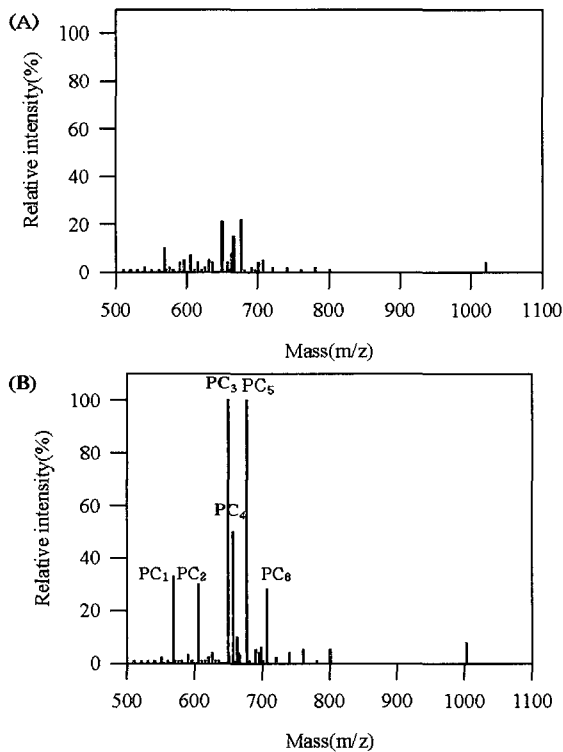 (A)
Relative intensity(%)
100
80
60
40
20
0
500 600 700 800 900 1000 1100
Mass(m/z)
(B)
Relative intensity(%)
PC₃ PC₅
100
80
60
PC₄
40
PC₁ PC₂ PC₆
20
0
500 600 700 800 900 1000 1100
Mass(m/z)